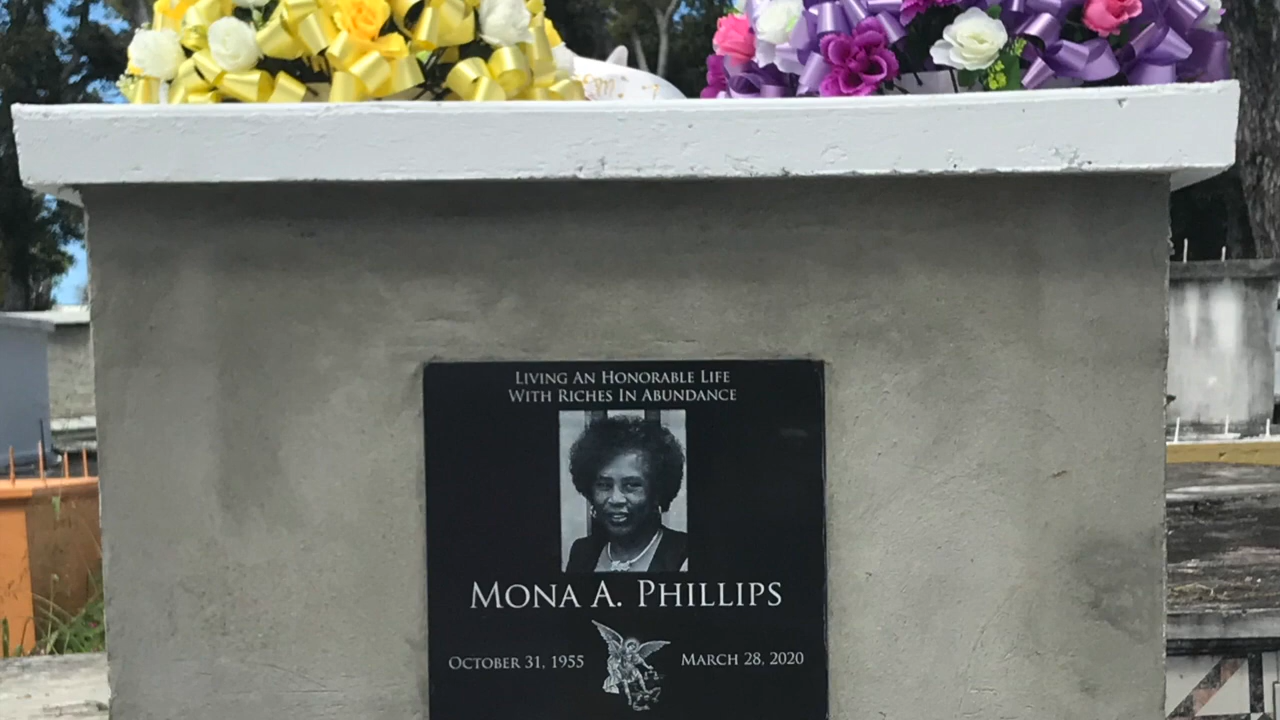 Living An Honorable Life
With Riches In Abundance
Mona A. Phillips
October 31, 1955 March 28, 2020